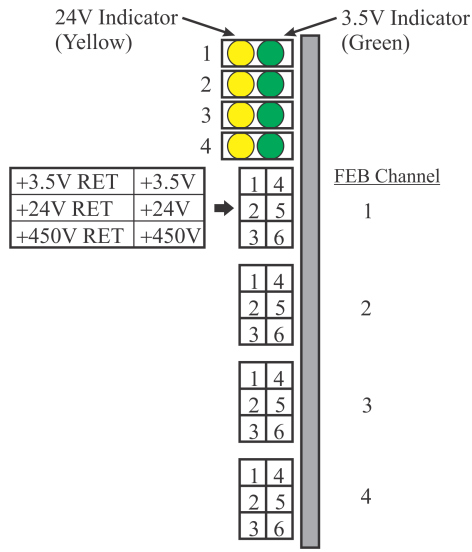 24V Indicator
(Yellow)
3.5V Indicator
(Green)
1
2
3
4
+3.5V RET +3.5V
+24V RET +24V
+450V RET +450V
1 4
2 5
3 6
FEB Channel
1
1 4
2 5
3 6
2
1 4
2 5
3 6
3
1 4
2 5
3 6
4